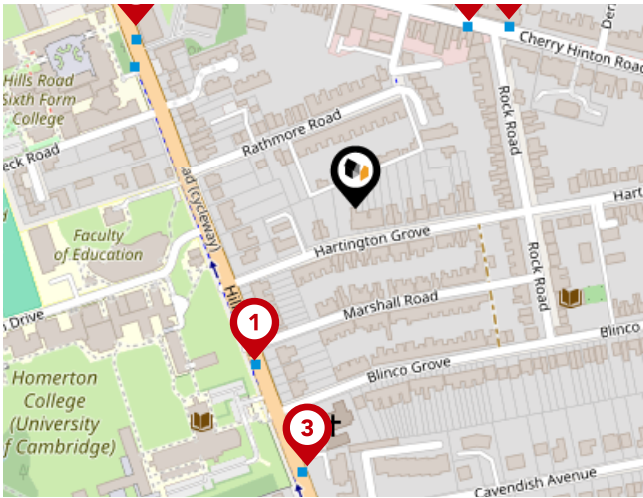 Cherry Hinton Road
Der
Hills Road
Sixth Form
College
Rathmore Road
Rock Road
eck Road
ad (cycleway)
Hart
Faculty
of Education
Hartington Grove
Rock Road
Hil
Marshall Road
n Drive
1
Blinco
Blinco Grove
Homerton
College
(University
f Cambridge)
3
Cavendish Avenue